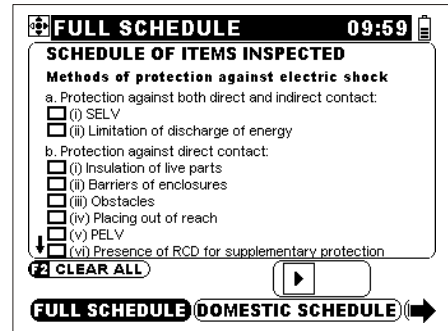 FULL SCHEDULE 09:59
SCHEDULE OF ITEMS INSPECTED
Methods of protection against electric shock
a. Protection against both direct and indirect contact:
(i) SELV
(ii) Limitation of discharge of energy
b. Protection against direct contact:
(i) Insulation of live parts
(ii) Barriers of enclosures
(iii) Obstacles
(iv) Placing out of reach
(v) PELV
(vi) Presence of RCD for supplementary protection
F2 CLEAR ALL
FULL SCHEDULE DOMESTIC SCHEDULE